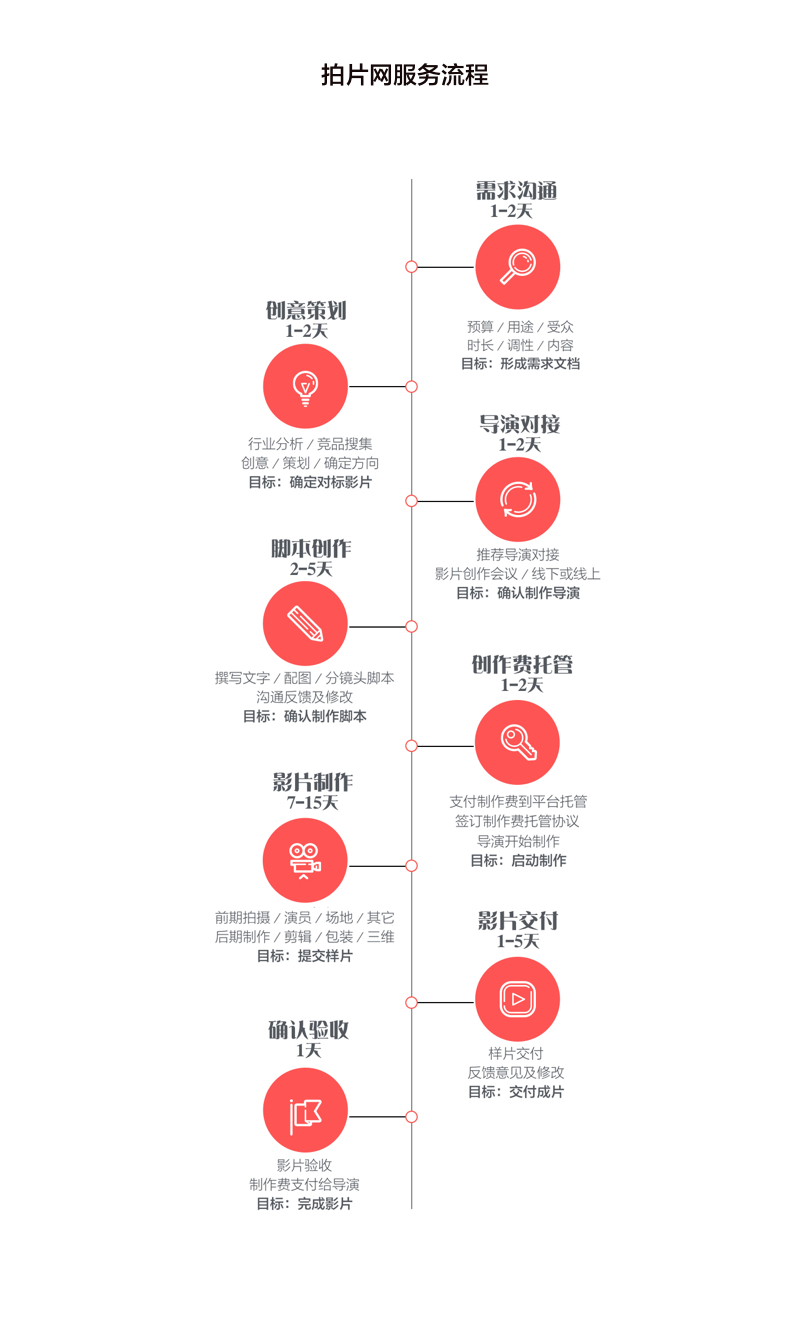 拍片网服务流程
需求沟通
1-2天
预算 / 用途 / 受众
时长 / 调性 / 内容
目标：形成需求文档
创意策划
1-2天
行业分析 / 竞品搜集
创意 / 策划 / 确定方向
目标：确定对标影片
导演对接
1-2天
推荐导演对接
影片创作会议 / 线下或线上
目标：确认制作导演
脚本创作
2-5天
撰写文字 / 配图 / 分镜头脚本
沟通反馈及修改
目标：确认制作脚本
创作费托管
1-2天
支付制作费到平台托管
签订制作费托管协议
导演开始制作
目标：启动制作
影片制作
7-15天
前期拍摄 / 演员 / 场地 / 其它
后期制作 / 剪辑 / 包装 / 三维
目标：提交样片
影片交付
1-5天
样片交付
反馈意见及修改
目标：交付成片
确认验收
1天
影片验收
制作费支付给导演
目标：完成影片